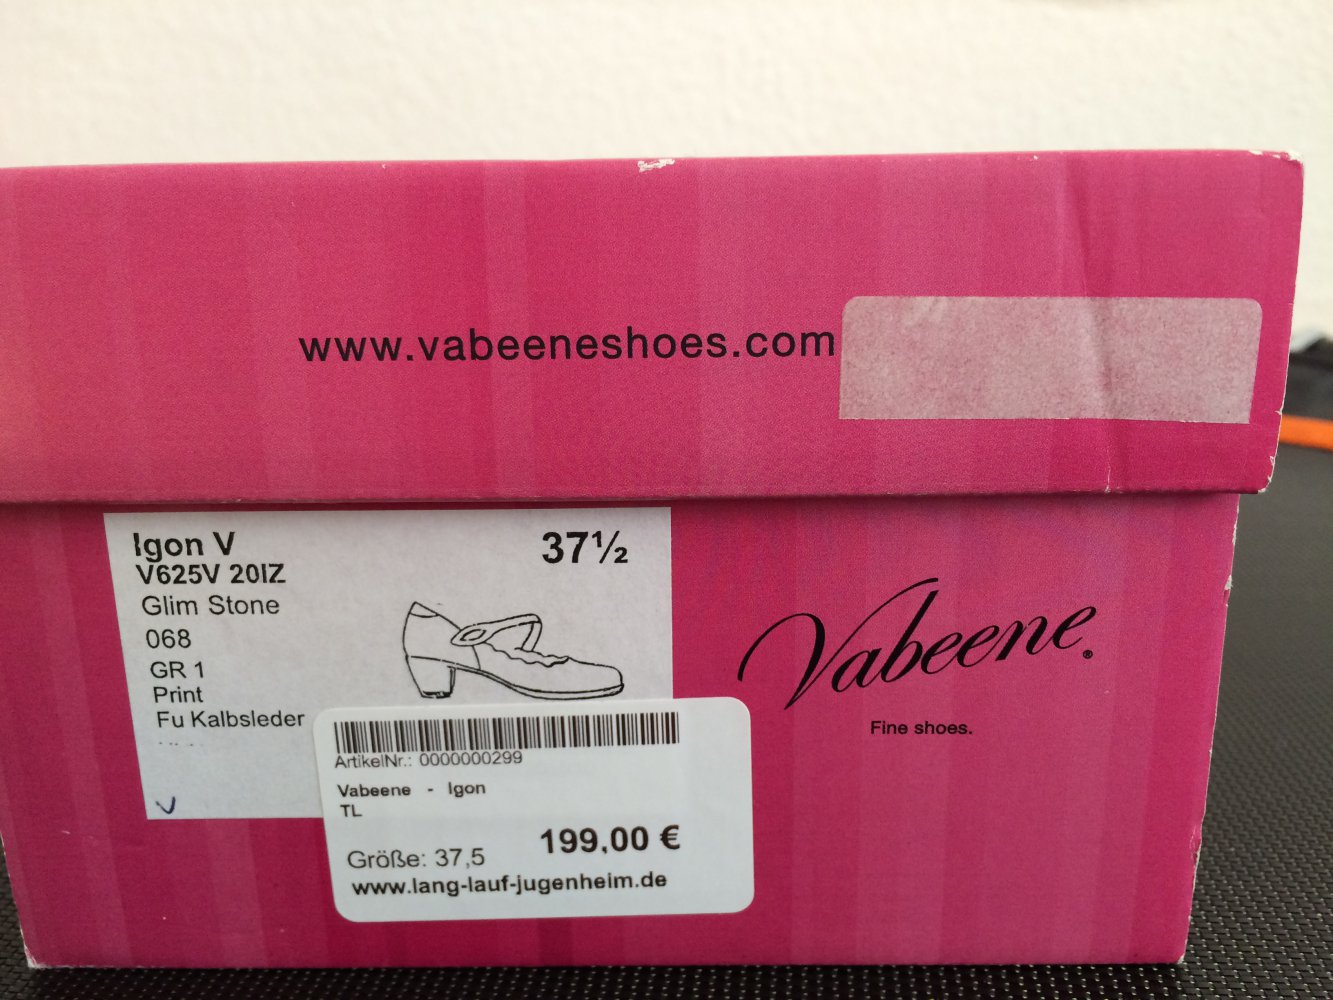 www.vabeeneshoes.com
Igon V
37½
V625V 20IZ
Glim Stone
068
GR 1
Print
Fu Kalbsleder
Vabeene®
Fine shoes.
ArtikelNr.: 0000000299
Vabeene - Igon
TL
199,00 €
Größe: 37,5
www.lang-lauf-jugenheim.de